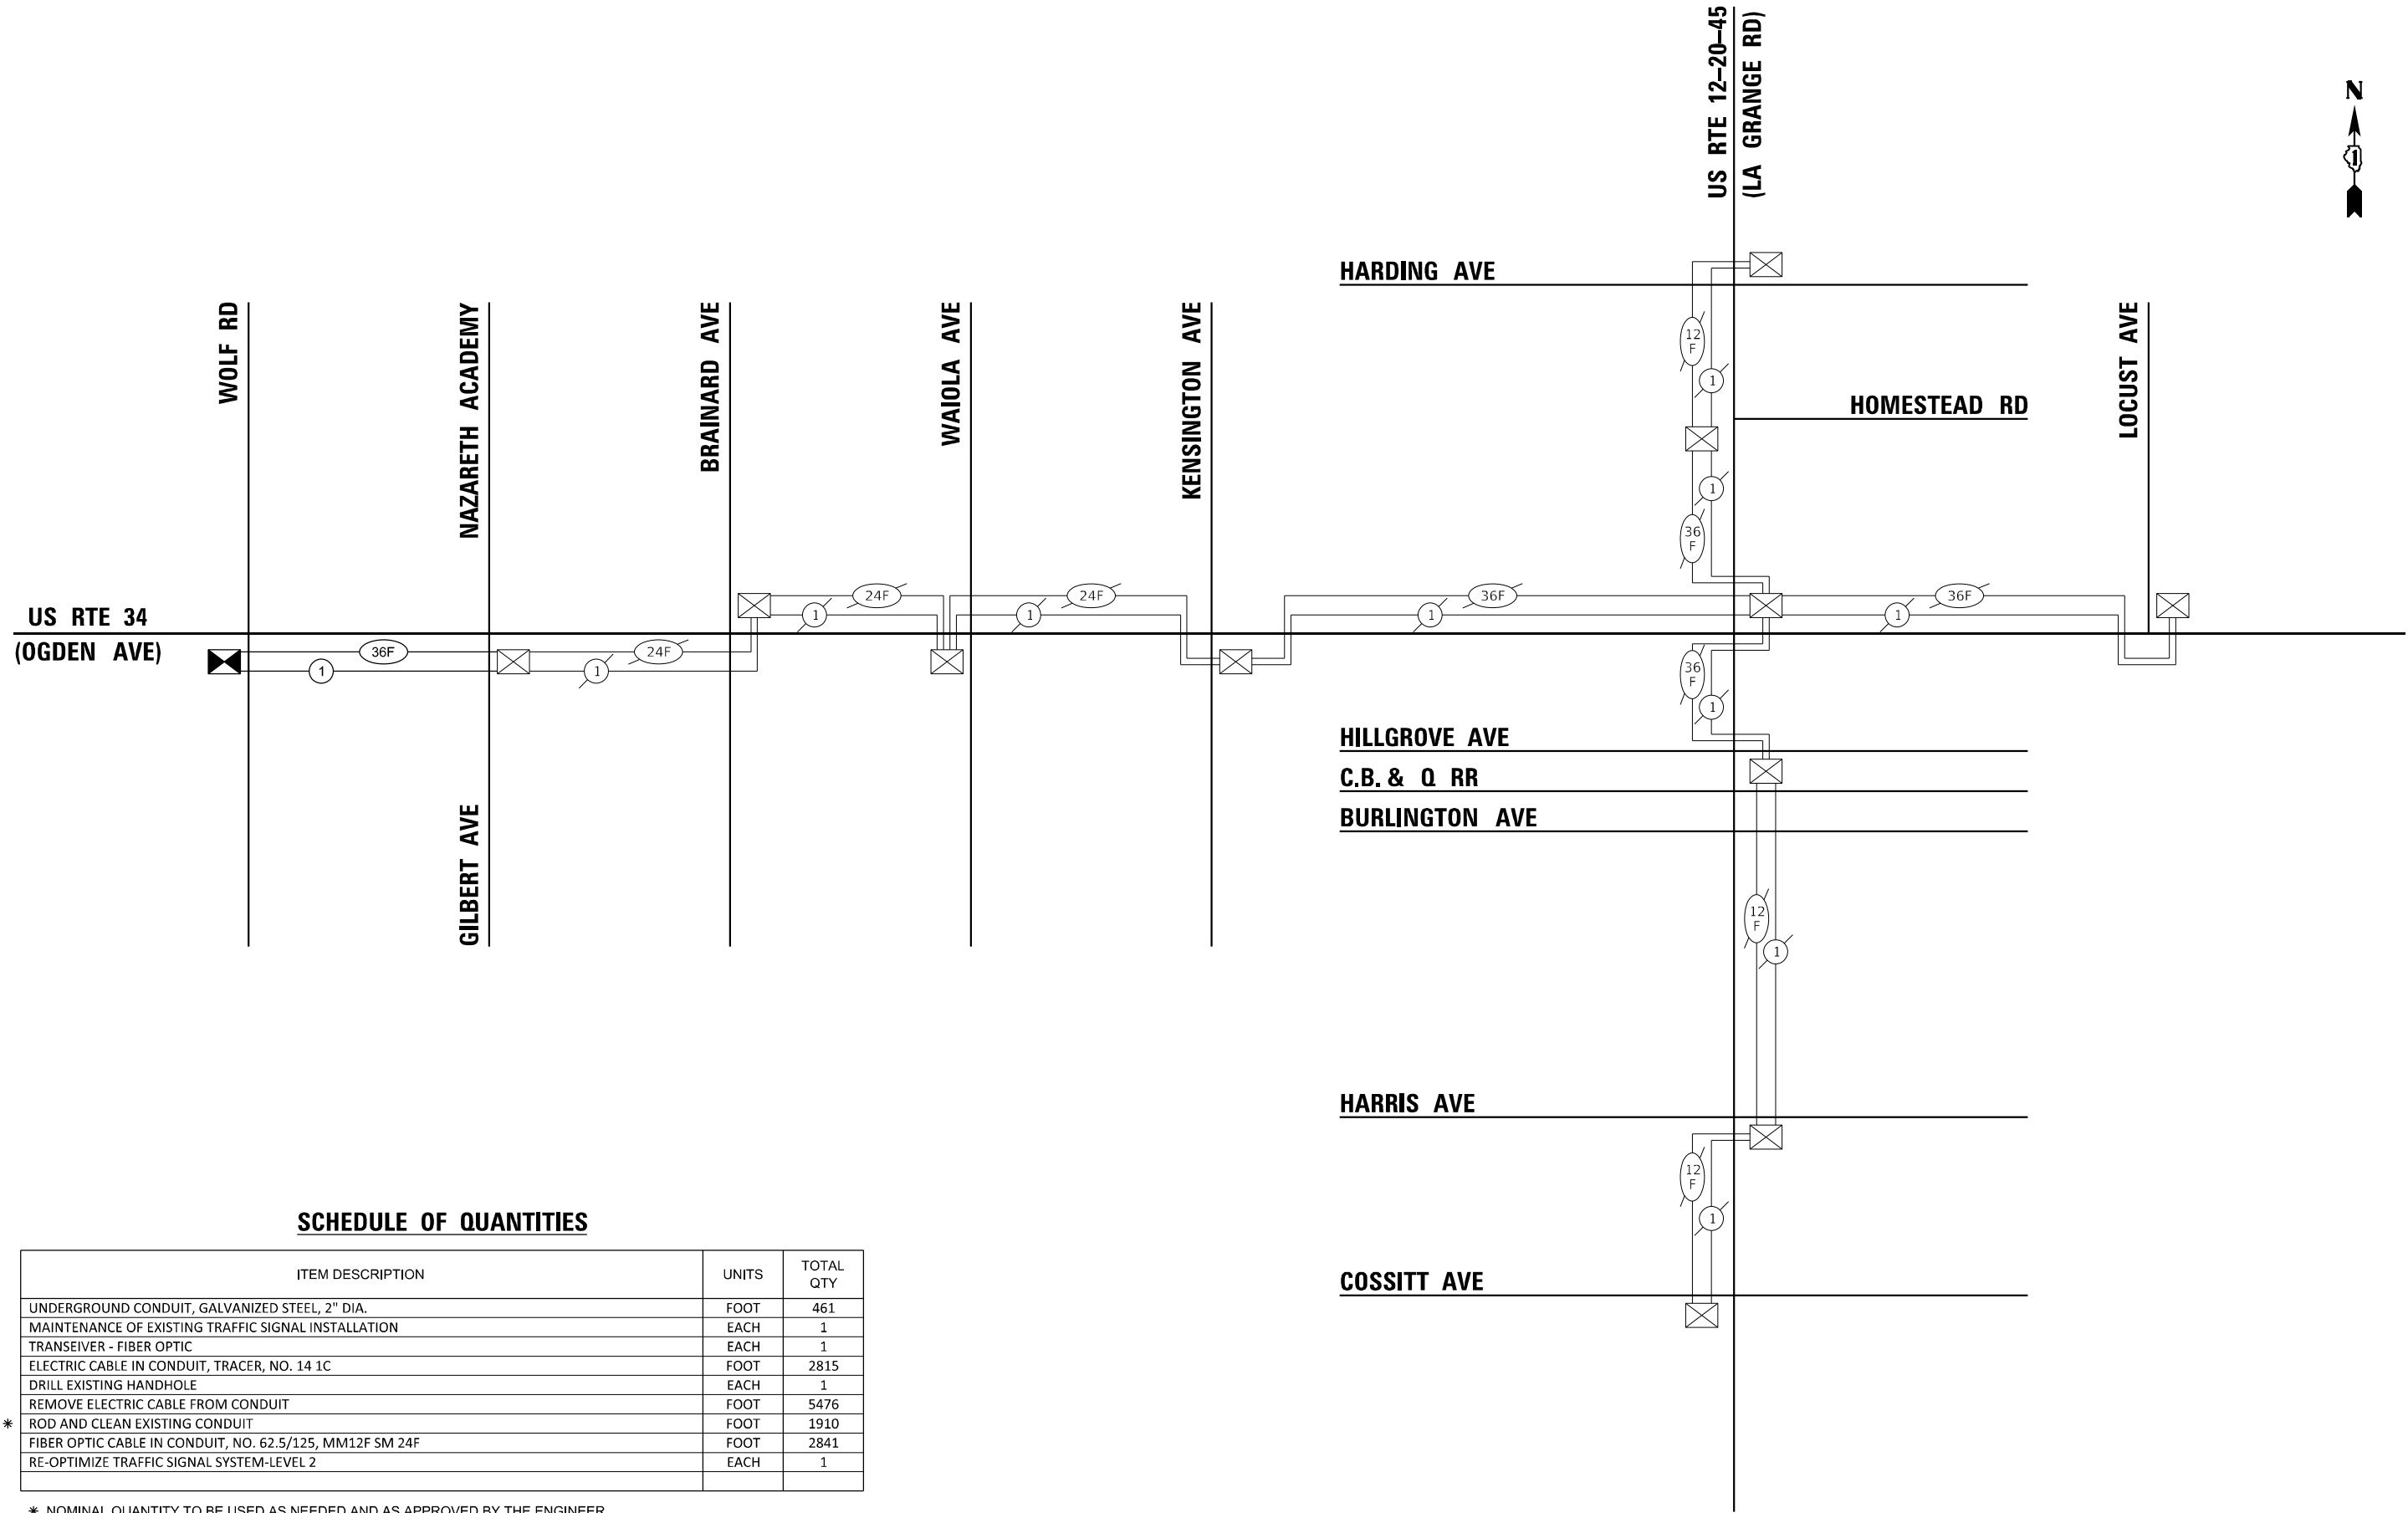 US RTE 12-20-45
(LA GRANGE RD)
N
1
HARDING AVE
WOLF RD
NAZARETH ACADEMY
BRAINARD AVE
WAIOLA AVE
KENSINGTON AVE
LOCUST AVE
12
F
1
HOMESTEAD RD
1
36
F
US RTE 34
(OGDEN AVE)
36F
1
24F
1
24F
1
24F
1
36F
1
36F
1
36
F
1
HILLGROVE AVE
C.B. & Q RR
BURLINGTON AVE
GILBERT AVE
12
F
1
HARRIS AVE
12
F
1
COSSITT AVE
SCHEDULE OF QUANTITIES
ITEM DESCRIPTION UNITS TOTAL QTY
UNDERGROUND CONDUIT, GALVANIZED STEEL, 2" DIA. FOOT 461
MAINTENANCE OF EXISTING TRAFFIC SIGNAL INSTALLATION EACH 1
TRANSEIVER - FIBER OPTIC EACH 1
ELECTRIC CABLE IN CONDUIT, TRACER, NO. 14 1C FOOT 2815
DRILL EXISTING HANDHOLE EACH 1
REMOVE ELECTRIC CABLE FROM CONDUIT FOOT 5476
* ROD AND CLEAN EXISTING CONDUIT FOOT 1910
FIBER OPTIC CABLE IN CONDUIT, NO. 62.5/125, MM12F SM 24F FOOT 2841
RE-OPTIMIZE TRAFFIC SIGNAL SYSTEM-LEVEL 2 EACH 1
* NOMINAL QUANTITY TO BE USED AS NEEDED AND AS APPROVED BY THE ENGINEER